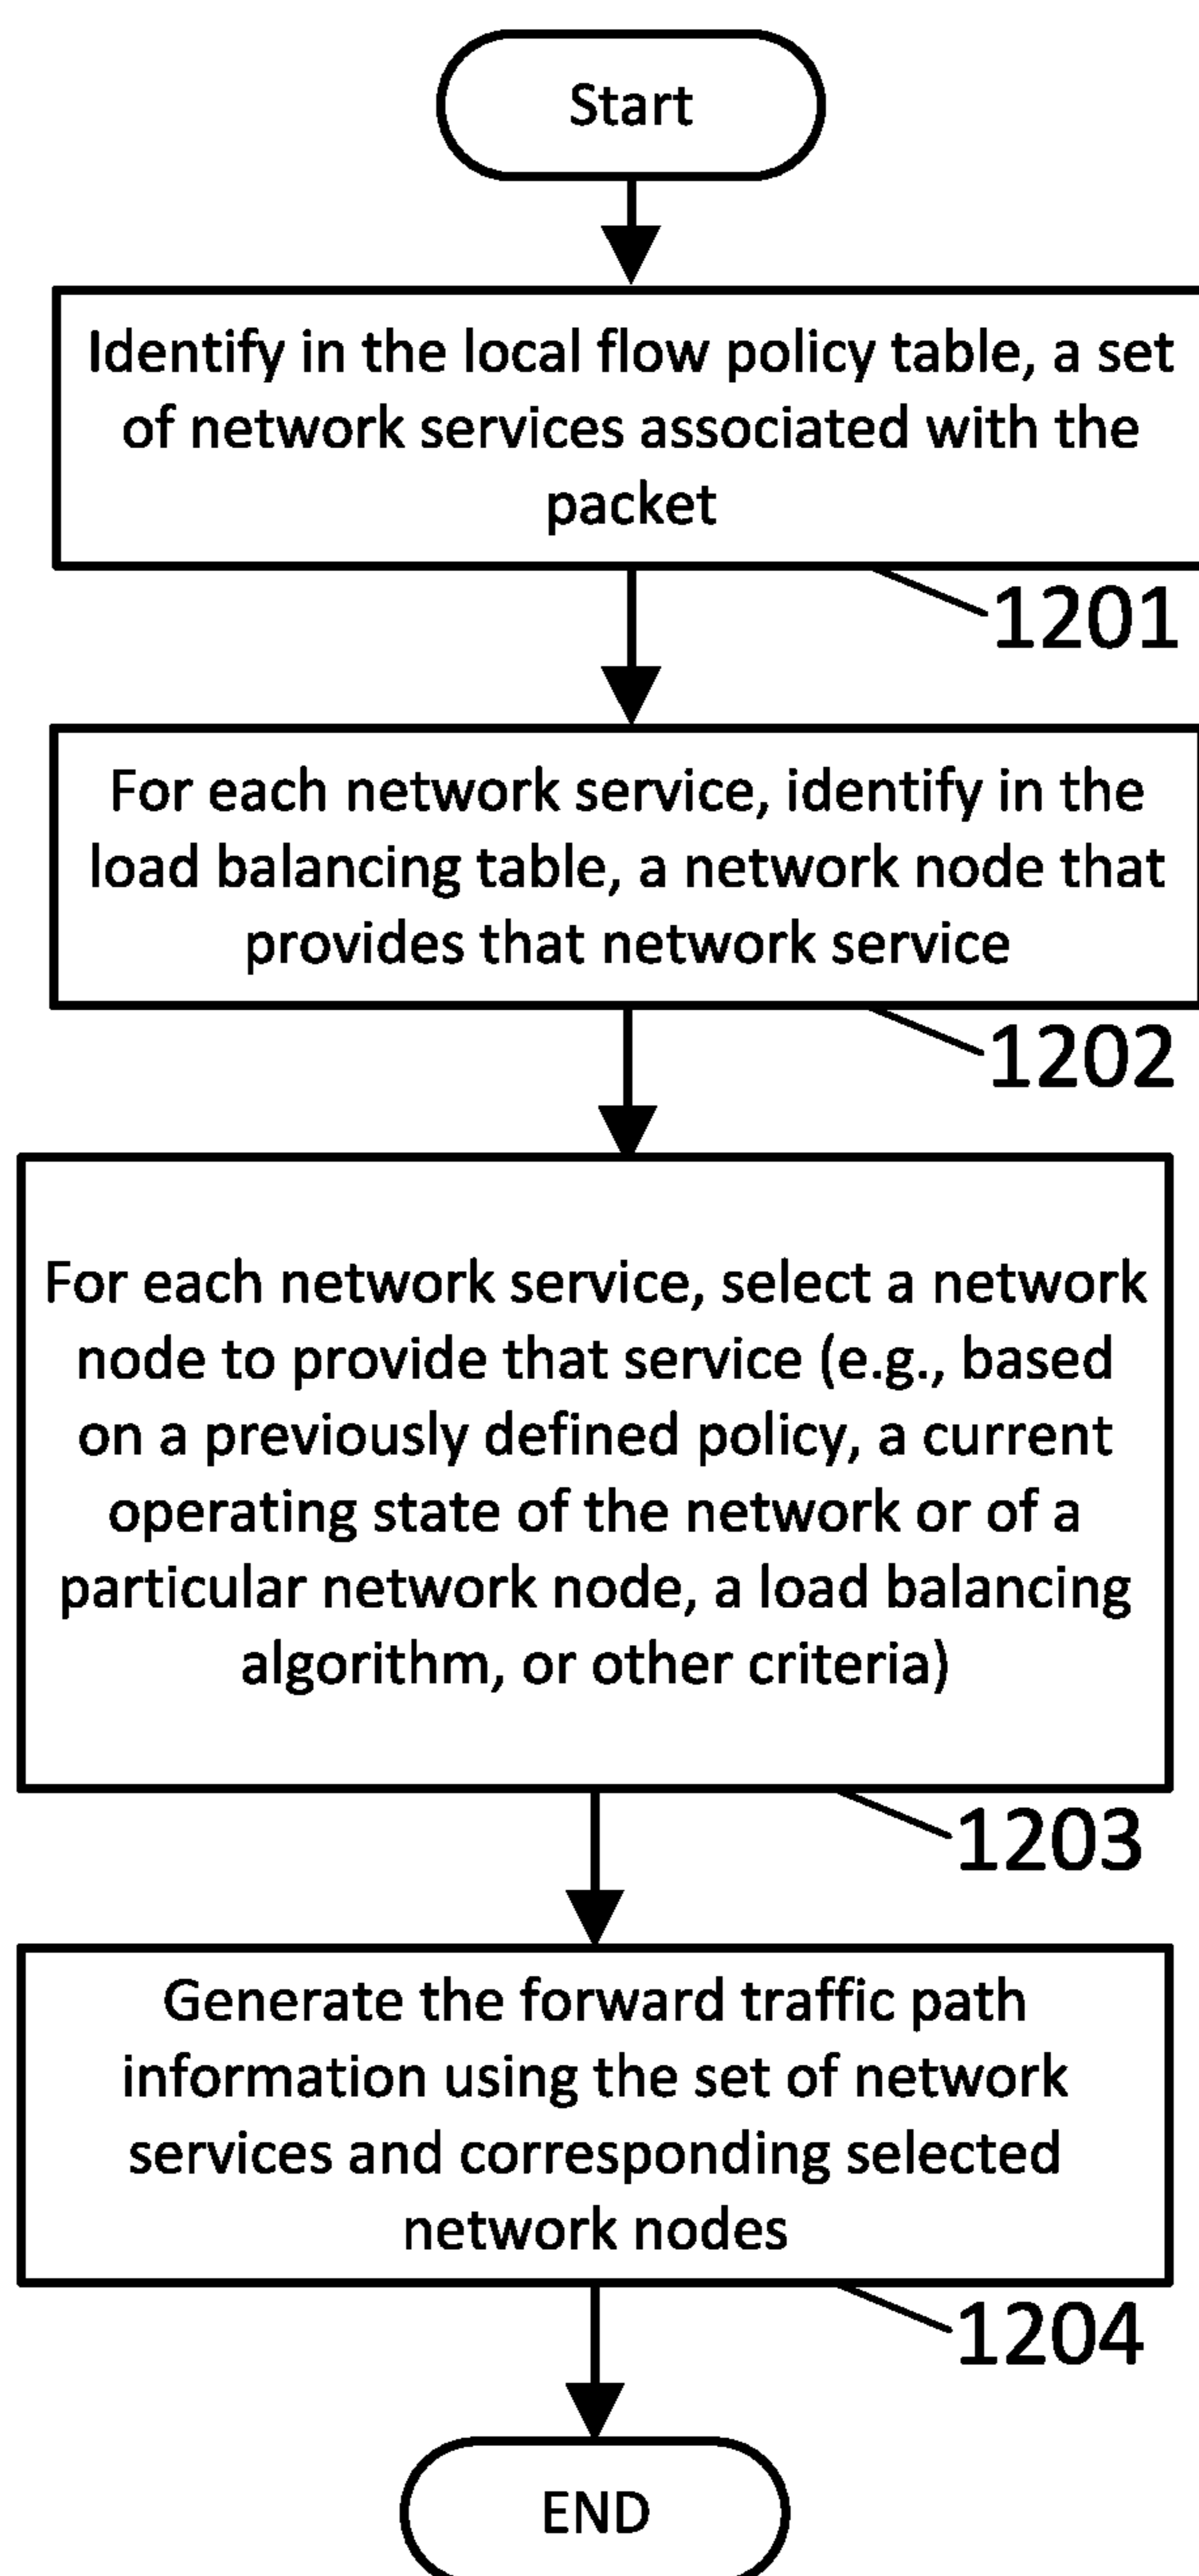 Start
Identify in the local flow policy table, a set
of network services associated with the
packet
1201
For each network service, identify in the
load balancing table, a network node that
provides that network service
1202
For each network service, select a network
node to provide that service (e.g., based
on a previously defined policy, a current
operating state of the network or of a
particular network node, a load balancing
algorithm, or other criteria)
1203
Generate the forward traffic path
information using the set of network
services and corresponding selected
network nodes
1204
END